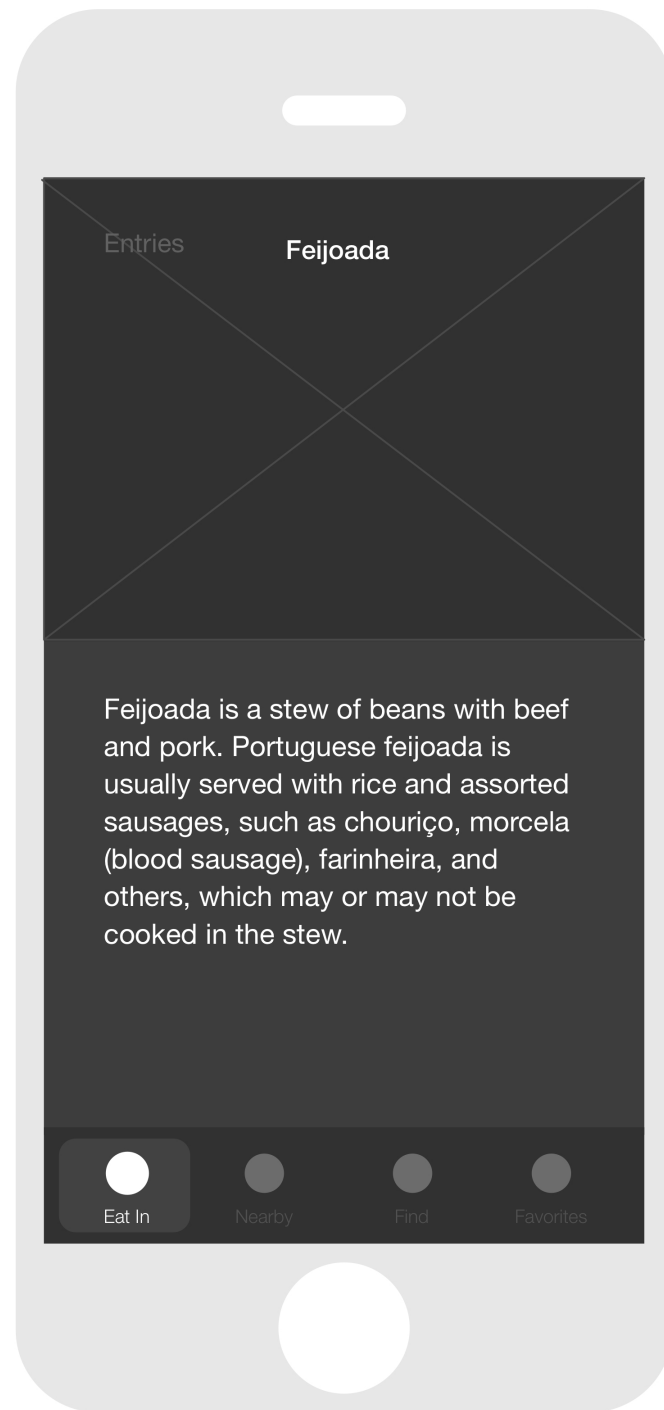 Entries
Feijoada
Feijoada is a stew of beans with beef
and pork. Portuguese feijoada is
usually served with rice and assorted
sausages, such as chouriço, morcela
(blood sausage), farinheira, and
others, which may or may not be
cooked in the stew.
Eat In
Nearby
Find
Favorites